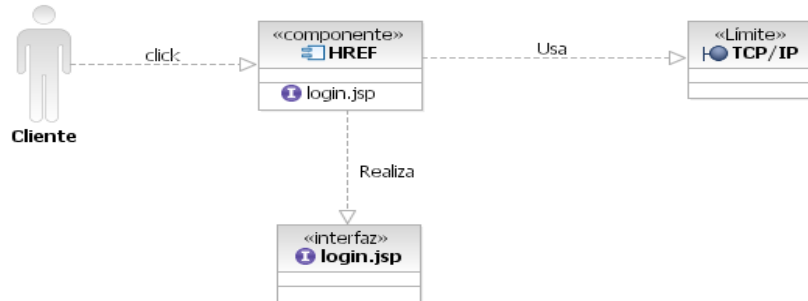 «componente»
HREF
login.jsp
click
Usa
«Límite»
TCP/IP
Cliente
Realiza
«interfaz»
login.jsp